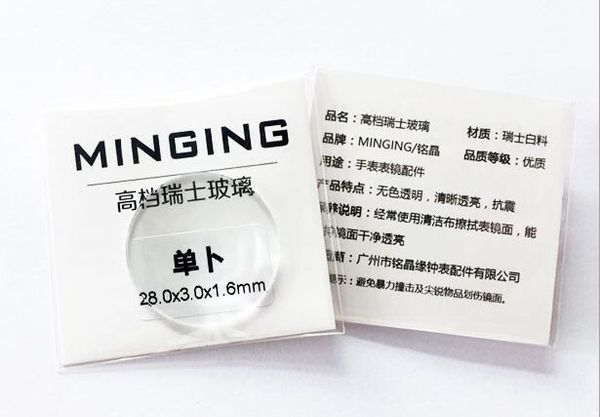 MINGING
高档瑞士玻璃
单卜
28.0x3.0x1.6mm
品名：高档瑞士玻璃
材质：瑞士白料
品牌：MINGING/铭晶
品质等级：优质
用途：手表表镜配件
产品特点：无色透明，清晰透亮，抗震
保养说明：经常使用清洁布擦拭表镜面，能
镜面干净透亮
商：广州市铭晶缘钟表配件有限公司
示：避免暴力撞击及尖锐物品划伤镜面。